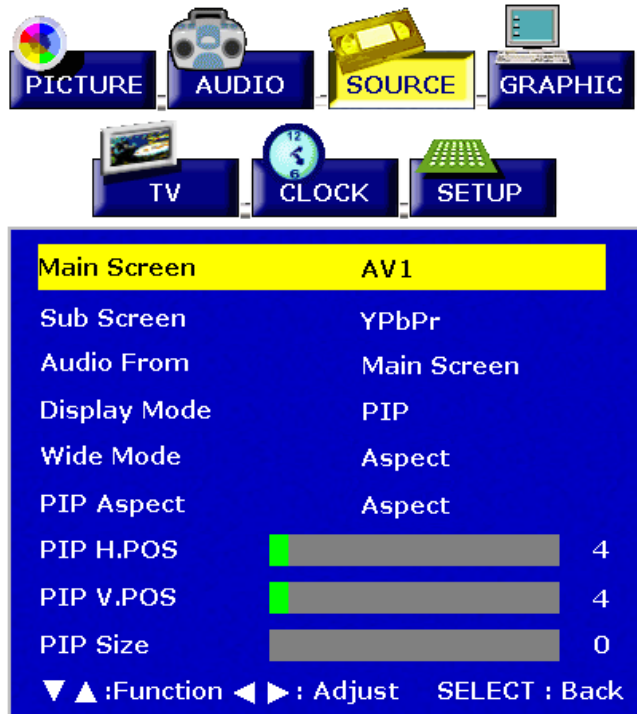 PICTURE AUDIO SOURCE GRAPHIC
12
6
TV CLOCK SETUP
Main Screen AV1
Sub Screen YPbPr
Audio From Main Screen
Display Mode PIP
Wide Mode Aspect
PIP Aspect Aspect
PIP H.POS 4
PIP V.POS 4
PIP Size 0
▼ ▲ :Function ◀ ▶ : Adjust SELECT : Back